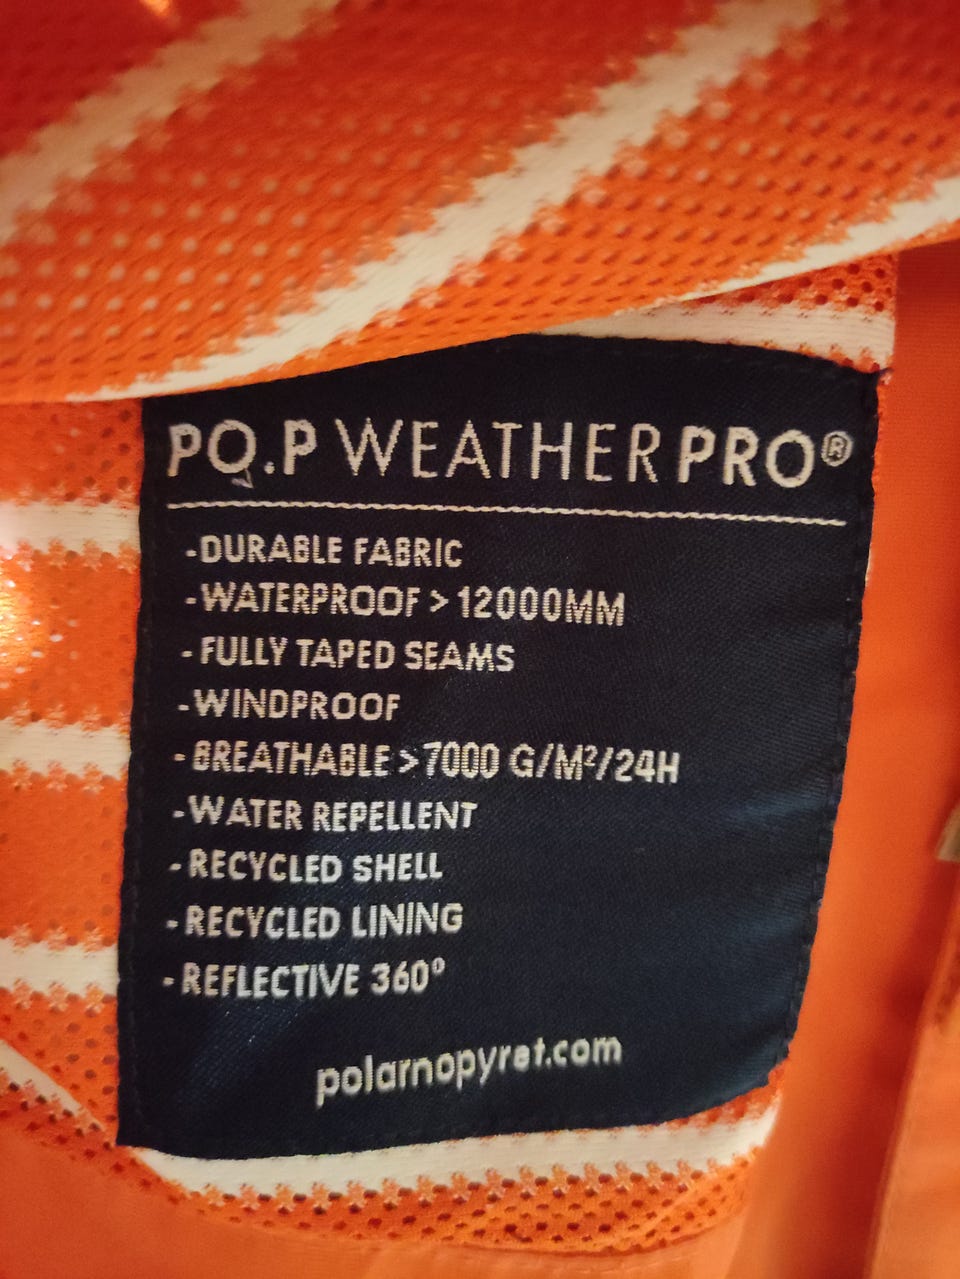 PO.P WEATHERPRO®
-DURABLE FABRIC
-WATERPROOF > 12000MM
-FULLY TAPED SEAMS
-WINDPROOF
-BREATHABLE >7000 G/M²/24H
-WATER REPELLENT
-RECYCLED SHELL
-RECYCLED LINING
-REFLECTIVE 360°
polarnopyret.com